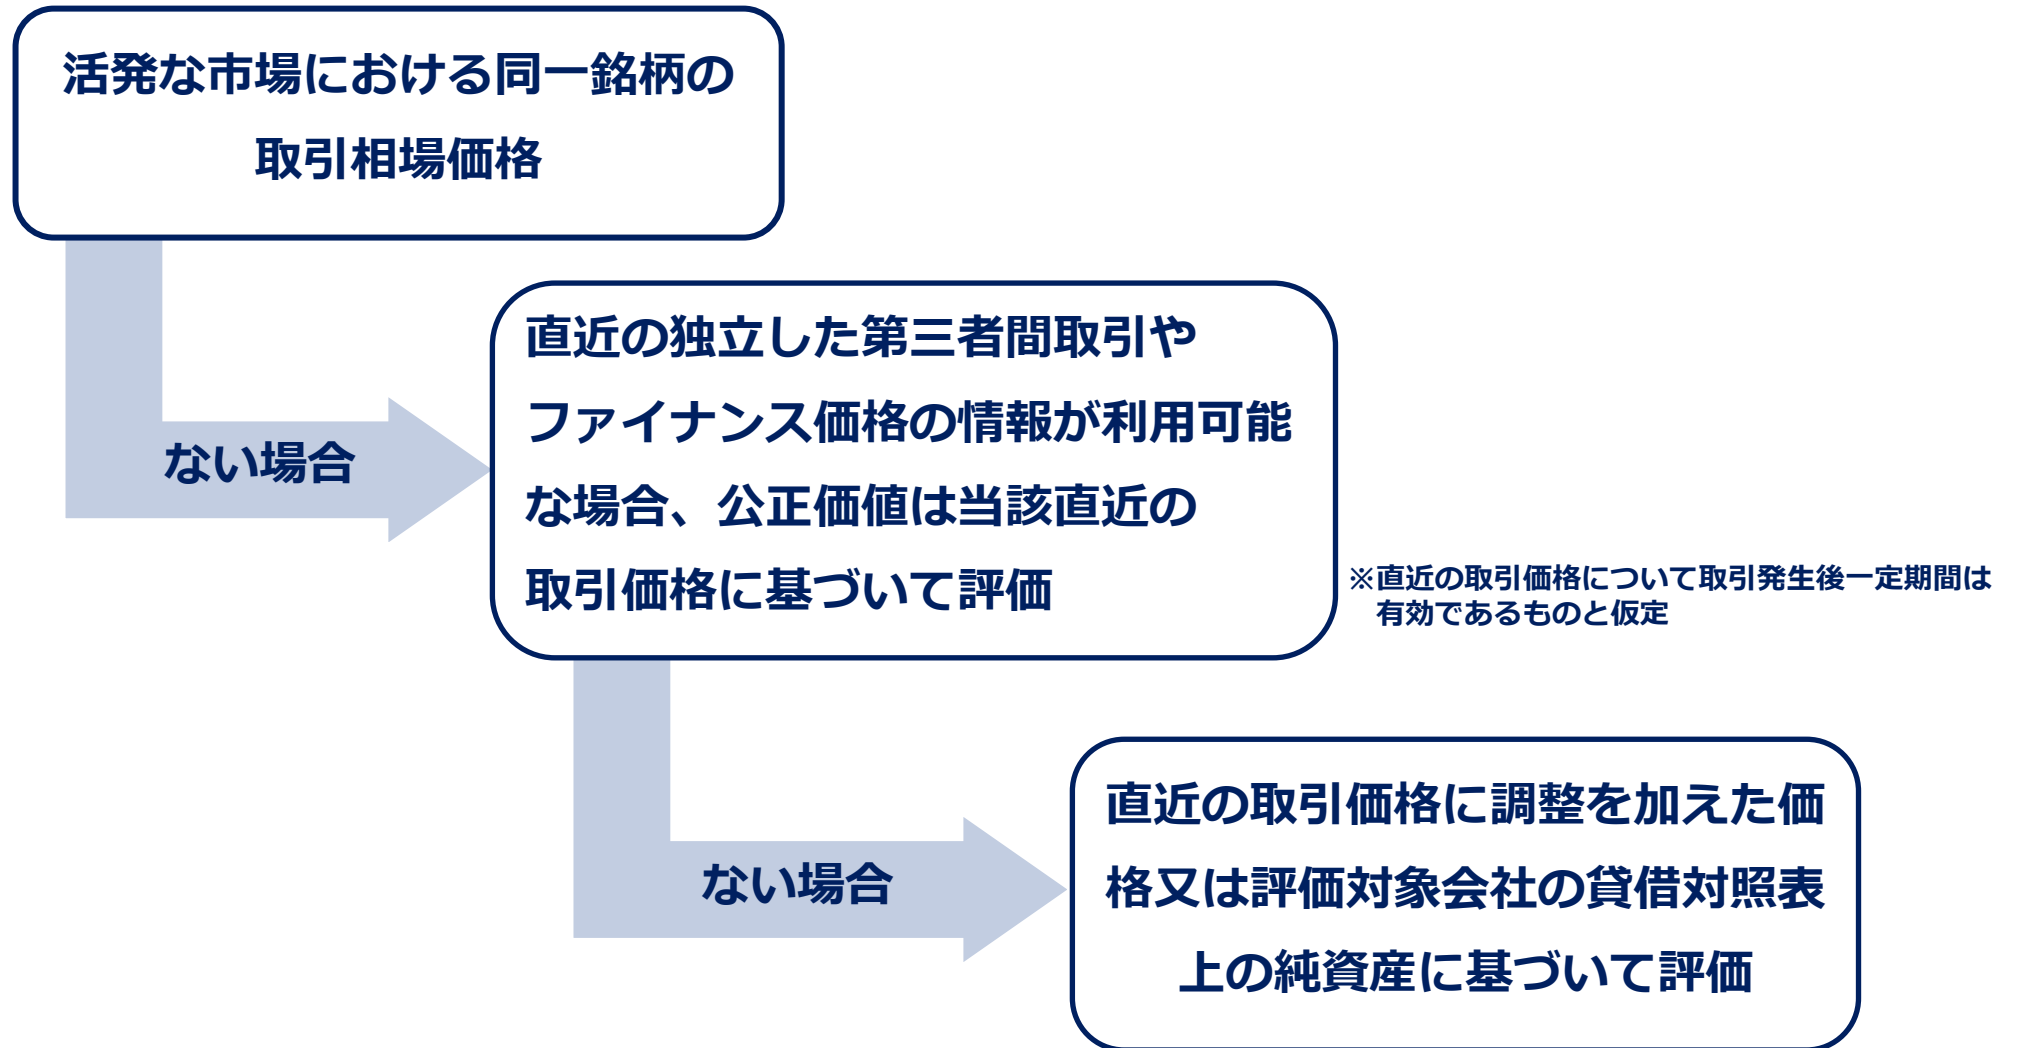 活発な市場における同一銘柄の
取引相場価格
ない場合
直近の独立した第三者間取引や
ファイナンス価格の情報が利用可能
な場合、公正価値は当該直近の
取引価格に基づいて評価
※直近の取引価格について取引発生後一定期間は
有効であるものと仮定
ない場合
直近の取引価格に調整を加えた価
格又は評価対象会社の貸借対照表
上の純資産に基づいて評価